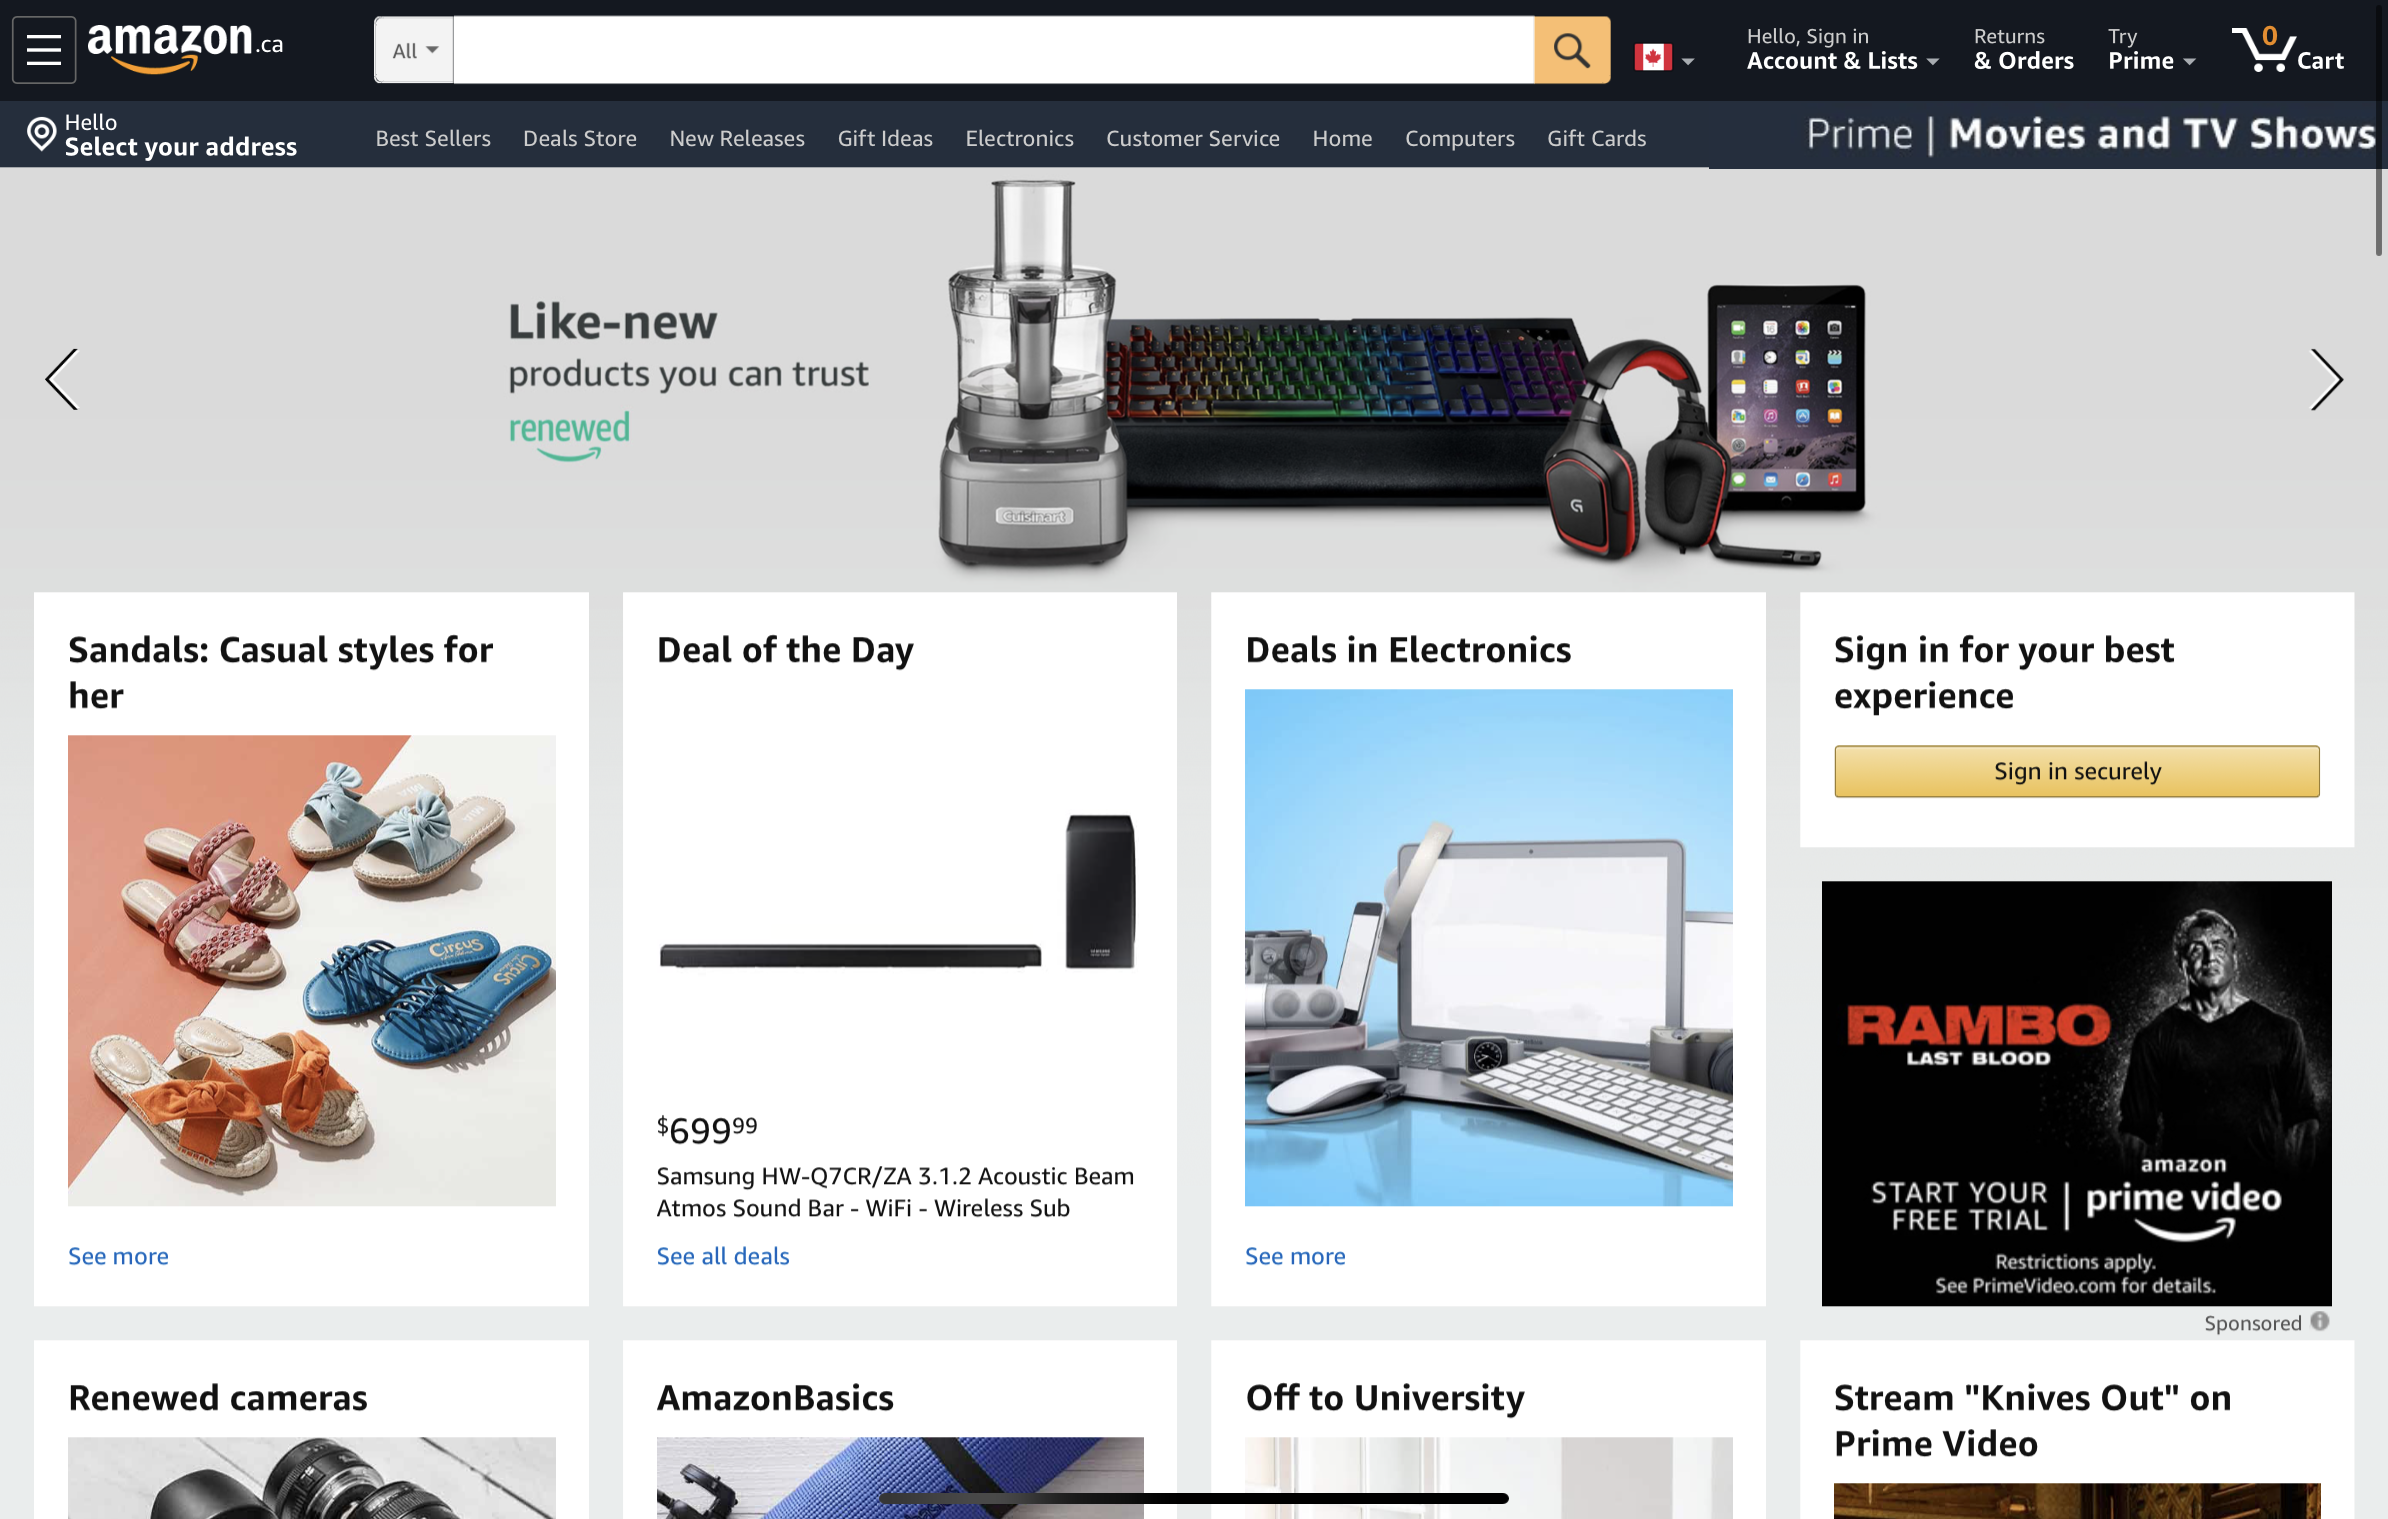 amazon.ca
All
Hello, Sign in
Account & Lists
Returns
& Orders
Try
Prime
0
Cart
Hello
Select your address
Best Sellers
Deals Store
New Releases
Gift Ideas
Electronics
Customer Service
Home
Computers
Gift Cards
Prime | Movies and TV Shows
Like-new
products you can trust
renewed
Cuisinart
G
Sandals: Casual styles for
her
MIA
Circus
Circus
See more
Deal of the Day
SAMSUNG
$699 99
Samsung HW-Q7CR/ZA 3.1.2 Acoustic Beam
Atmos Sound Bar - WiFi - Wireless Sub
See all deals
Deals in Electronics
See more
Sign in for your best
experience
Sign in securely
RAMBO
LAST BLOOD
START YOUR
FREE TRIAL
amazon
prime video
Restrictions apply.
See PrimeVideo.com for details.
Sponsored
Renewed cameras
AmazonBasics
Off to University
Stream "Knives Out" on
Prime Video